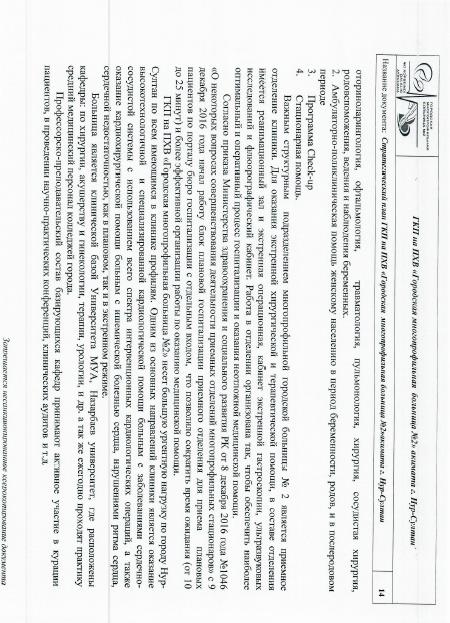 ГОРОДСКАЯ
МНОГОПРОФИЛЬНАЯ
БОЛЬНИЦА №2
ГКП на ПХВ «Городская многопрофильная больница №2» акимата г. Нур-Султан
Название документа: Стратегический план ГКП на ПХВ «Городская многопрофильная больница №2»акимата г. Нур-Султан
14
оториноларингология, офтальмология, травматология, пульмонология, хирургия, сосудистая хирургия,
родовспоможения, ведения и наблюдения беременных.
2. Амбулаторно-поликлиническая помощь женскому населению в период беременности, родов, и в послеродовом
периоде
3. Программа Check-up
4. Стационарная помощь.
Важным структурным подразделением многопрофильной городской больницы № 2 является приемное
отделение клиники. Для оказания экстренной хирургической и терапевтической помощи, в составе отделения
имеется реанимационный зал и экстренная операционная, кабинет экстренной гастроскопии, ультразвуковых
исследований и флюорографический кабинет. Работа в отделении организована так, чтобы обеспечить наиболее
оптимальный и оперативный процесс госпитализации и оказания неотложной медицинской помощи.
Согласно приказа Министерства здравоохранения и социального развития РК от 8 декабря 2016 года №1046
«О некоторых вопросах совершенствования деятельности приемных отделений многопрофильных стационаров» с 9
декабря 2016 года начал работу блок плановой госпитализации приемного отделения для приема плановых
пациентов по порталу бюро госпитализации с отдельным входом, что позволило сократить время ожидания (от 10
до 25 минут) и более эффективной организации работы по оказанию медицинской помощи.
ГКП на ПХВ «Городская многопрофильная больница №2» несет большую ургентную нагрузку по городу Нур-
Султан по всем имеющимся в клинике профилям. Одним из основных направлений клиники является оказание
высокотехнологичной и специализированной кардиологической помощи больным с заболеваниями сердечно-
сосудистой системы с использованием всего спектра интервенционных кардиологических операций, а также
оказание кардиохирургической помощи больным с ишемической болезнью сердца, нарушениями ритма сердца,
сердечной недостаточностью, как в плановом, так и в экстренном режиме.
Больница является клинической базой Университета МУА, Назарбаев университет, где расположены
кафедры: по хирургии, акушерству и гинекологии, терапии, урологии, и др. а так же ежегодно проходят практику
средний медицинский персонал колледжей города.
Профессорско-преподавательский состав базирующихся кафедр принимают активное участие в курации
пациентов, в проведении научно-практических конференций, клинических аудитов и т.д.
Запрещается несанкционированное ксерокопирование документа